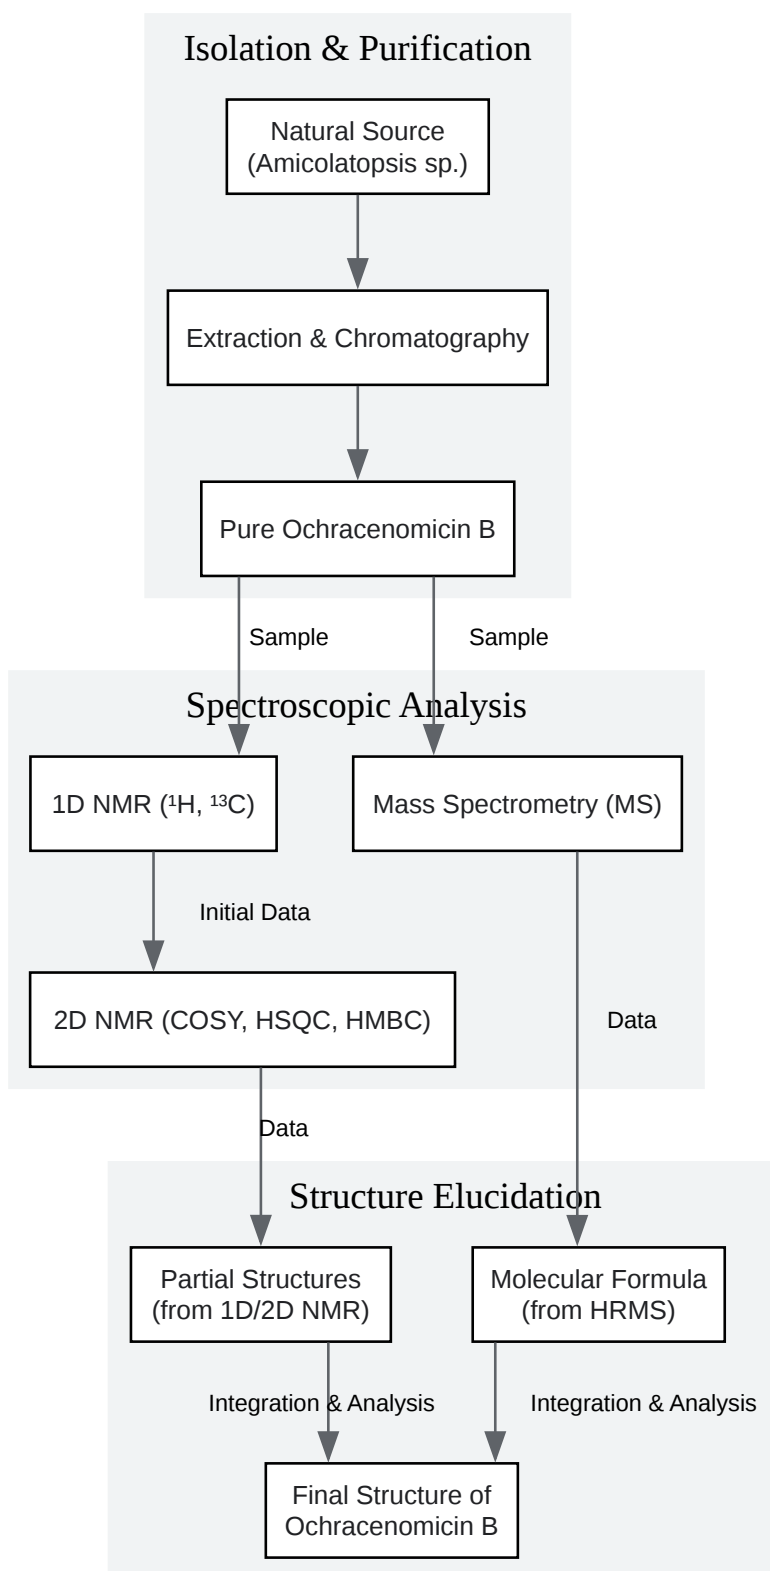 Isolation & Purification
Natural Source
(Amicolatopsis sp.)
Extraction & Chromatography
Pure Ochracenomicin B
Sample
Sample
Spectroscopic Analysis
1D NMR (¹H, ¹³C)
Mass Spectrometry (MS)
Initial Data
2D NMR (COSY, HSQC, HMBC)
Data
Data
Structure Elucidation
Partial Structures
(from 1D/2D NMR)
Molecular Formula
(from HRMS)
Integration & Analysis
Integration & Analysis
Final Structure of
Ochracenomicin B